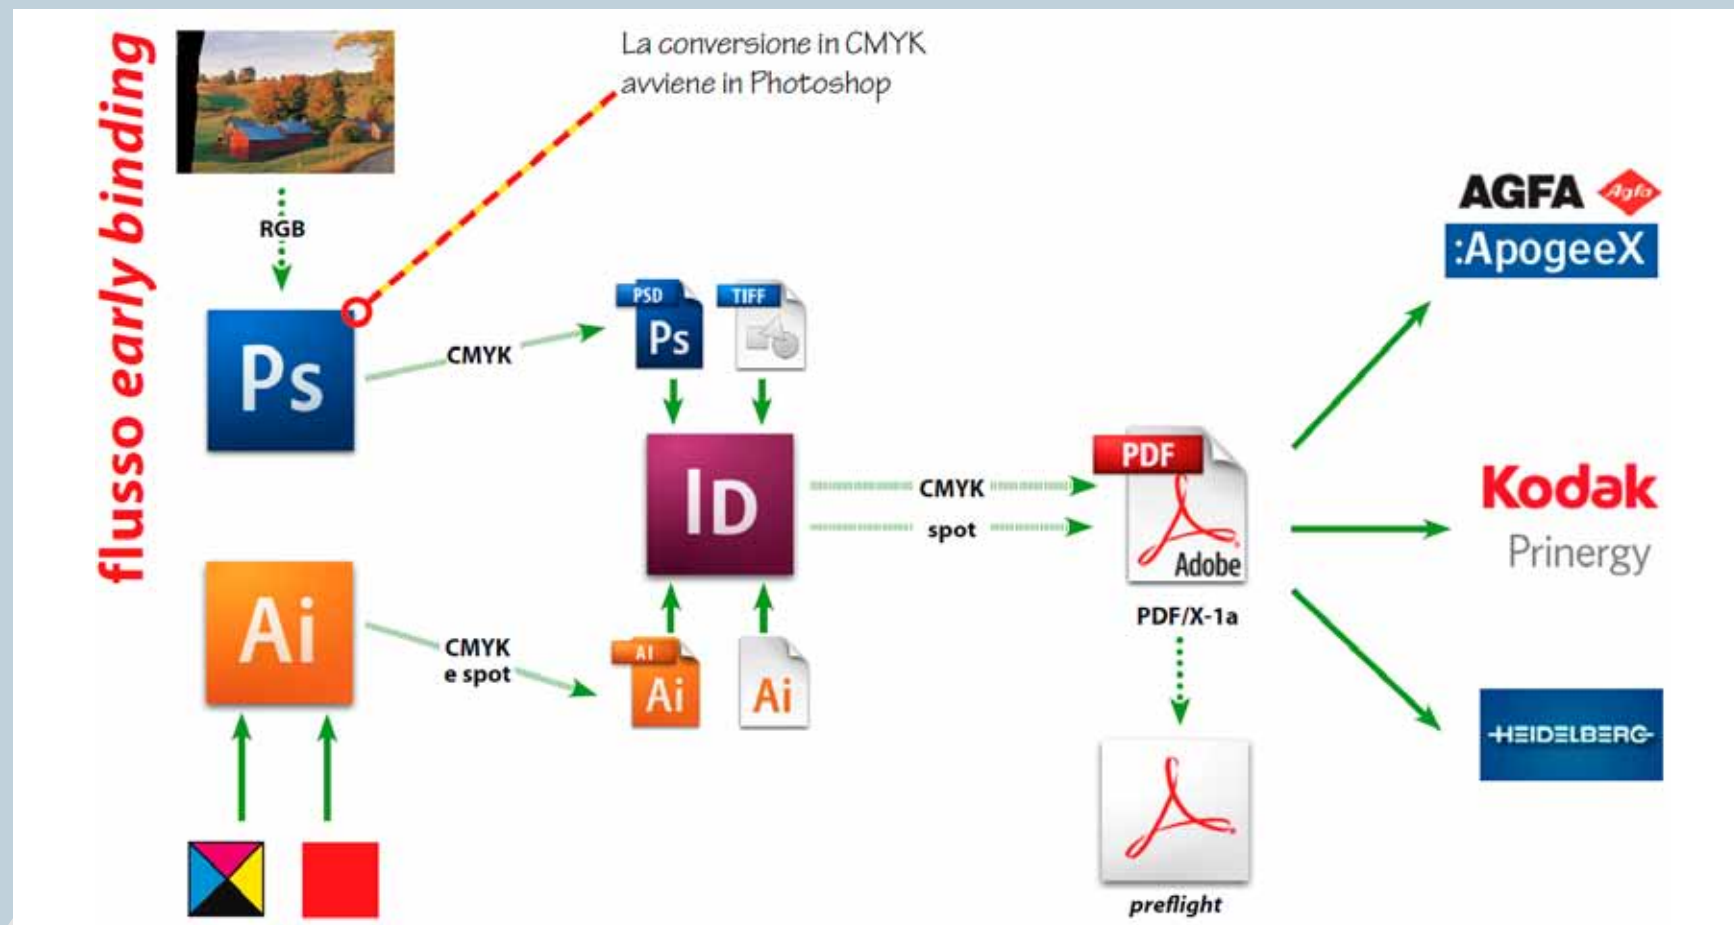 flusso early binding
La conversione in CMYK
avviene in Photoshop
RGB
Ps
CMYK
PSD
Ps
TIFF
ID
CMYK
spot
Ai
CMYK
e spot
AI
Ai
Ai
PDF
Adobe
PDF/X-1a
preflight
AGFA
Agfa
:ApogeeX
Kodak
Prinergy
HEIDELBERG